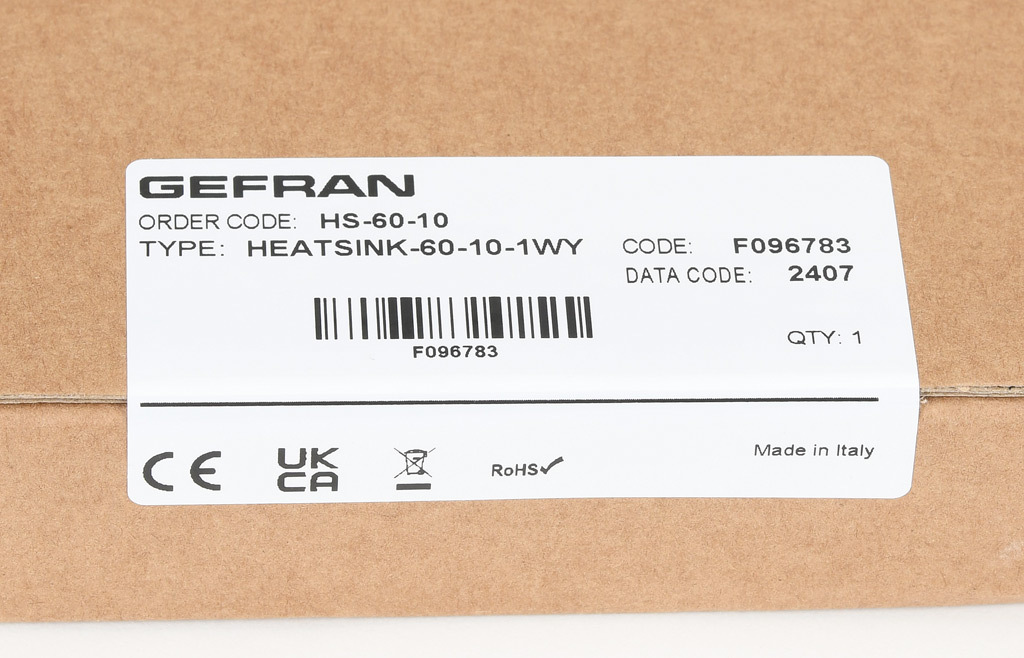 GEFRAN
ORDER CODE: HS-60-10
TYPE: HEATSINK-60-10-1WY CODE: F096783
DATA CODE: 2407
F096783
QTY: 1
CE UK CA RoHS✓ Made in Italy